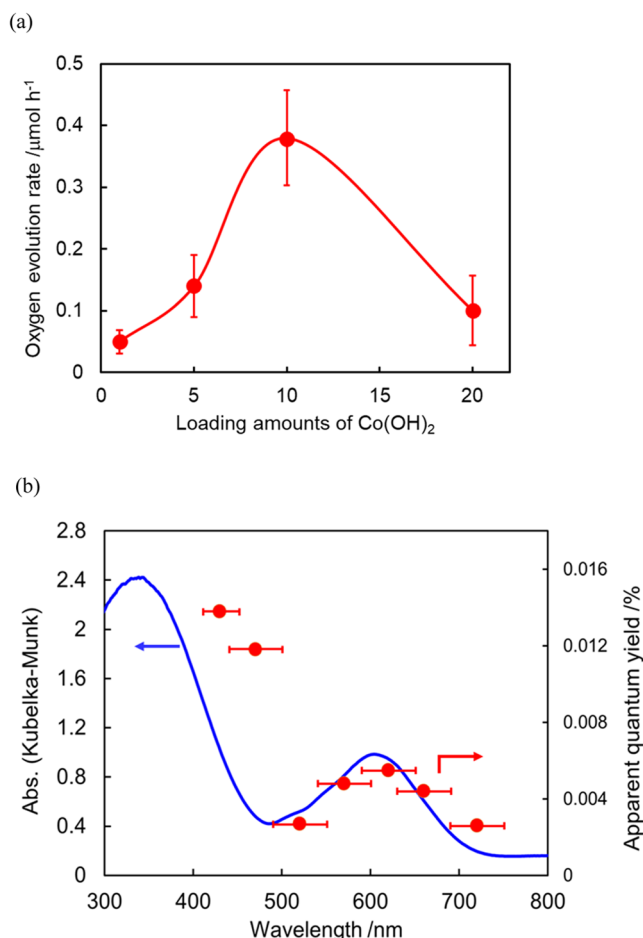 (a)
Oxygen evolution rate /μmol h⁻¹
0.5
0.4
0.3
0.2
0.1
0
0 5 10 15 20
Loading amounts of Co(OH)₂
(b)
Abs. (Kubelka-Munk)
2.8
2.4
2
1.6
1.2
0.8
0.4
0
0.016
0.012
0.008
0.004
0
Apparent quantum yield /%
300 400 500 600 700 800
Wavelength /nm